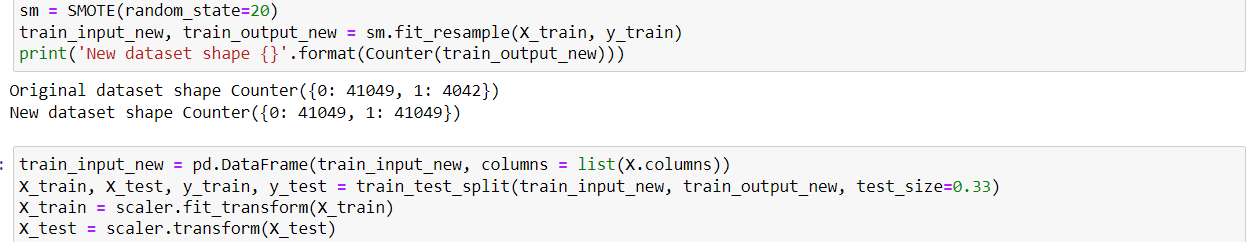 sm = SMOTE(random_state=20)
train_input_new, train_output_new = sm.fit_resample(X_train, y_train)
print('New dataset shape {}'.format(Counter(train_output_new)))
Original dataset shape Counter({0: 41049, 1: 4042})
New dataset shape Counter({0: 41049, 1: 41049})
:
train_input_new = pd.DataFrame(train_input_new, columns = list(X.columns))
X_train, X_test, y_train, y_test = train_test_split(train_input_new, train_output_new, test_size=0.33)
X_train = scaler.fit_transform(X_train)
X_test = scaler.transform(X_test)